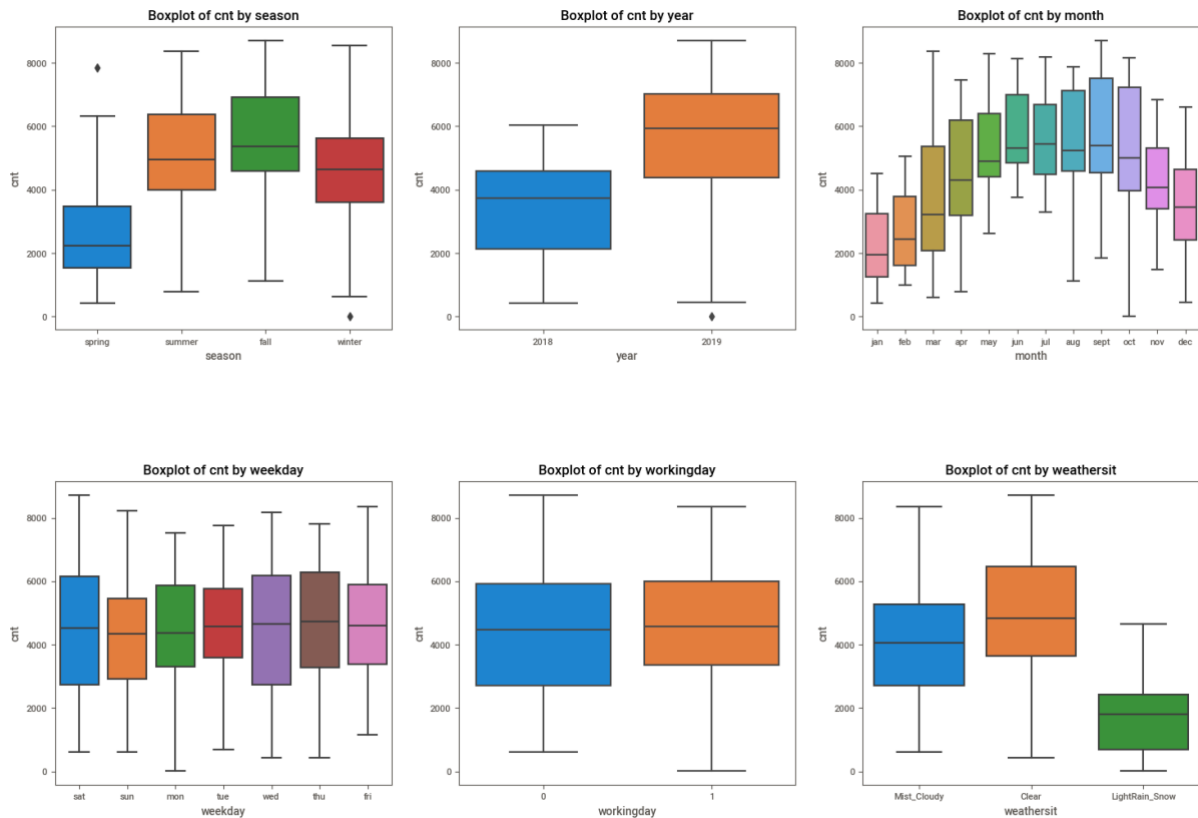 Boxplot of cnt by season
8000
6000
4000
2000
0
cnt
spring summer fall winter
season
Boxplot of cnt by year
8000
6000
4000
2000
0
cnt
2018 2019
year
Boxplot of cnt by month
8000
6000
4000
2000
0
cnt
jan feb mar apr may jun jul aug sept oct nov dec
month
Boxplot of cnt by weekday
8000
6000
4000
2000
0
cnt
sat sun mon tue wed thu fri
weekday
Boxplot of cnt by workingday
8000
6000
4000
2000
0
cnt
0 1
workingday
Boxplot of cnt by weathersit
8000
6000
4000
2000
0
cnt
Mist_Cloudy Clear LightRain_Snow
weathersit